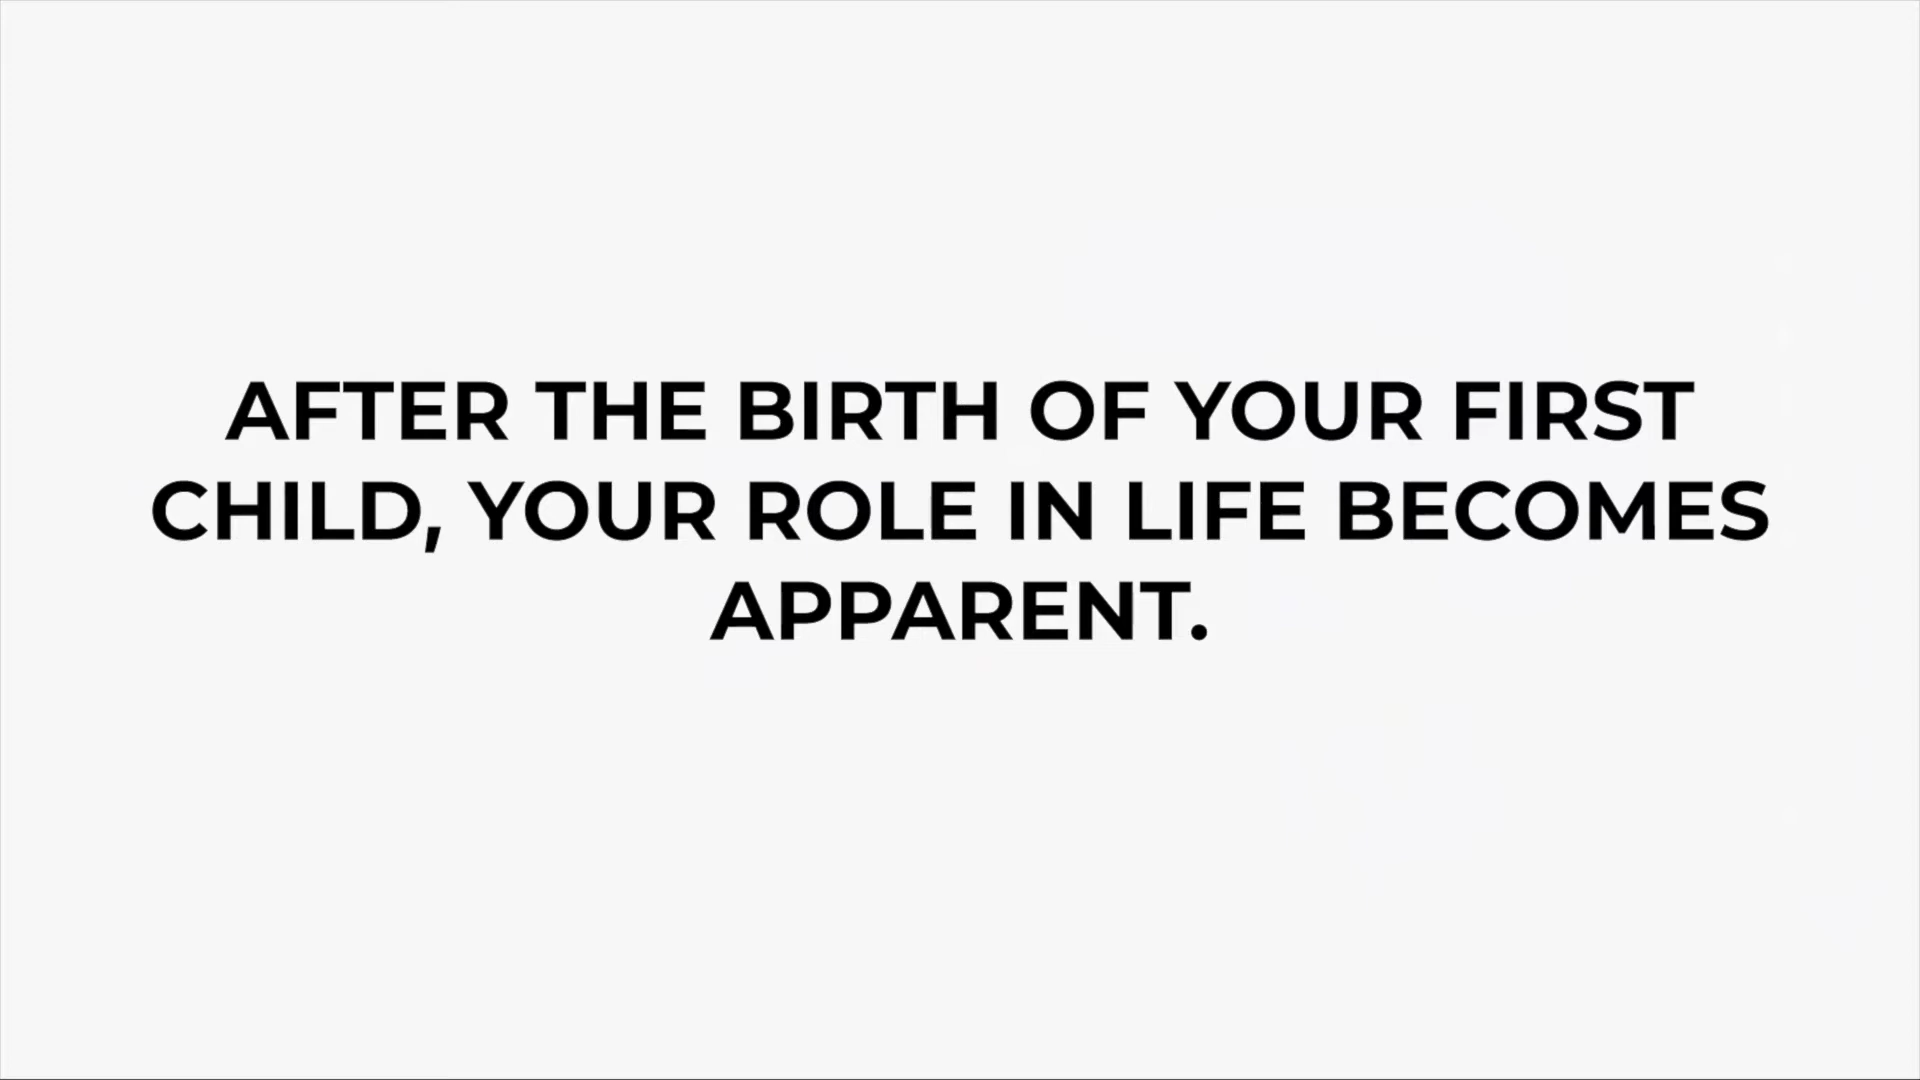 AFTER THE BIRTH OF YOUR FIRST
CHILD, YOUR ROLE IN LIFE BECOMES
APPARENT.